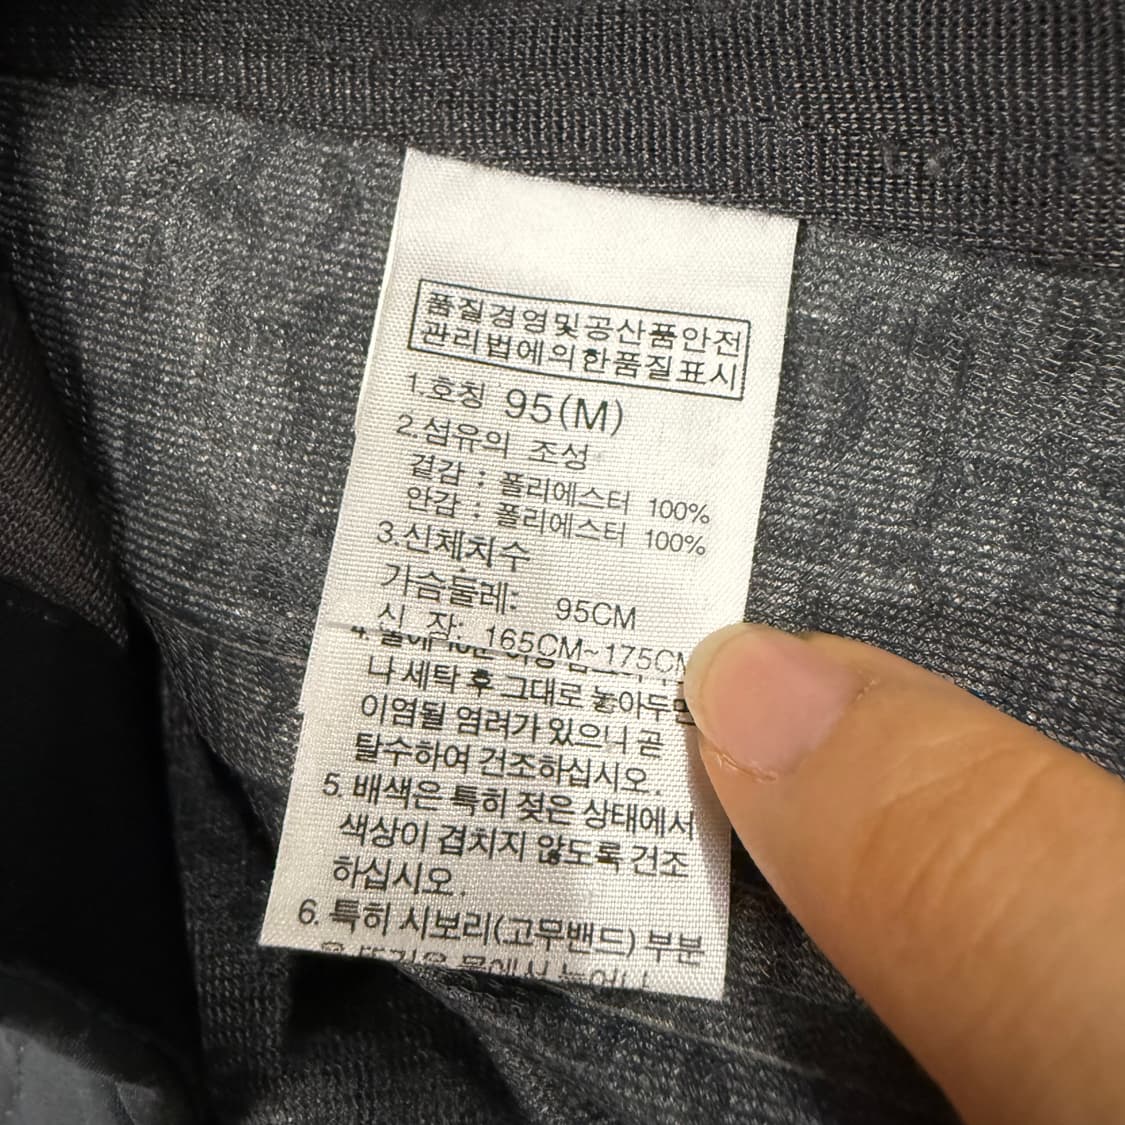 품질경영및공산품안전
관리법에의한품질표시
1.호칭 95(M)
2.섬유의 조성
겉감 : 폴리에스터 100%
안감 : 폴리에스터 100%
3.신체치수
가슴둘레: 95CM
신 장: 165CM~175CM
나 세탁 후 그대로 놓아두면
이염될 염려가 있으니 곧
탈수하여 건조하십시오.
5. 배색은 특히 젖은 상태에서
색상이 겹치지 않도록 건조
하십시오.
6. 특히 시보리(고무밴드) 부분